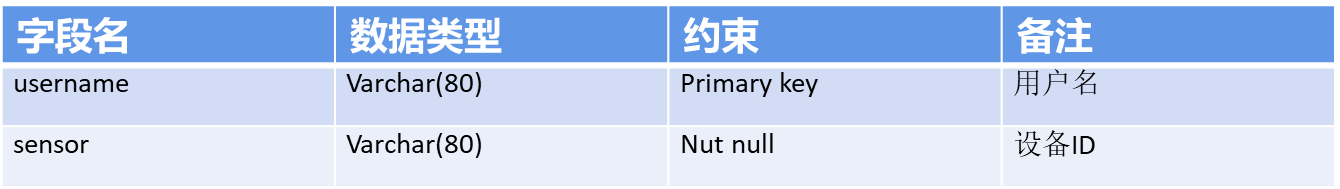 字段名 数据类型 约束 备注
username Varchar(80) Primary key 用户名
sensor Varchar(80) Nut null 设备ID